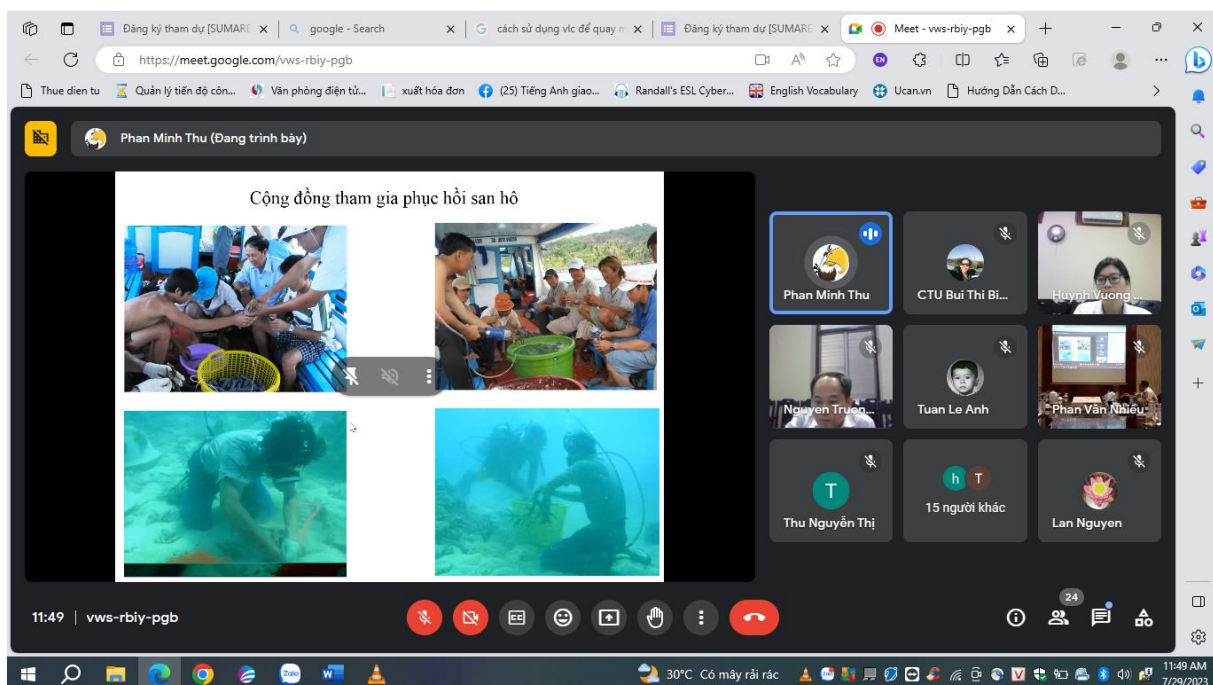 Đăng ký tham dự [SUMARE
google - Search
cách sử dụng vlc để quay m
Đăng ký tham dự [SUMARE
Meet - vws-rbiy-pgb
https://meet.google.com/vws-rbiy-pgb
EN
Thue dien tu
Quản lý tiến độ côn...
Văn phòng điện tử...
xuất hóa đơn
(25) Tiếng Anh giao...
Randall's ESL Cyber...
English Vocabulary
Ucan.vn
Hướng Dẫn Cách D...
Phan Minh Thu (Đang trình bày)
Cộng đồng tham gia phục hồi san hô
Phan Minh Thu
CTU Bui Thi Bi...
Huynh Vuong ...
Nguyen Truon...
Tuan Le Anh
Phan Văn Nhiều
T
Thu Nguyễn Thị
h T
15 người khác
Lan Nguyen
11:49 | vws-rbiy-pgb
CC
24
Zalo
30°C Có mây rải rác
11:49 AM
7/29/2023